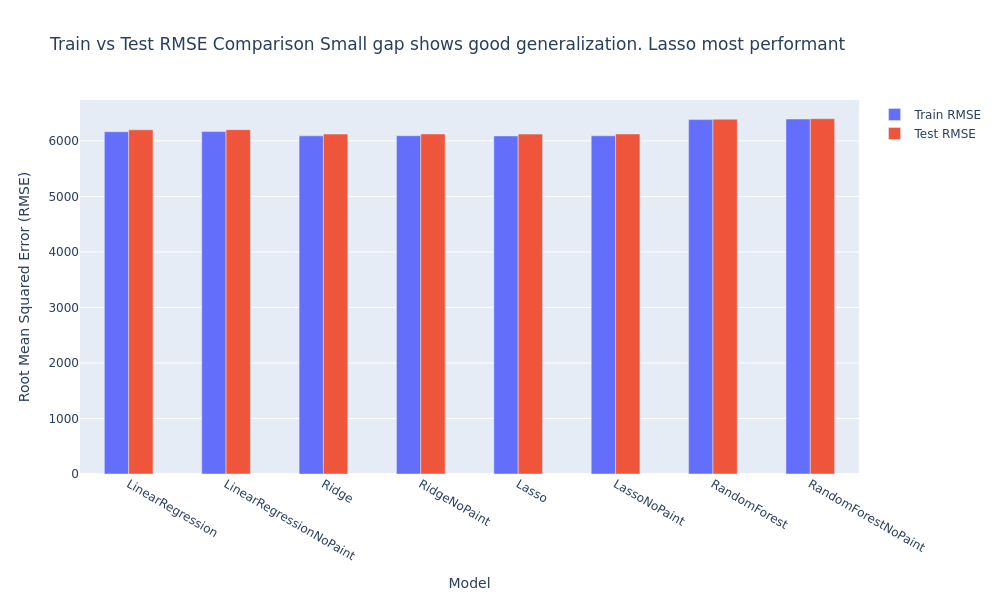 Train vs Test RMSE Comparison Small gap shows good generalization. Lasso most performant
Train RMSE
Test RMSE
Root Mean Squared Error (RMSE)
6000
5000
4000
3000
2000
1000
0
LinearRegression
LinearRegressionNoPaint
Ridge
RidgeNoPaint
Lasso
LassoNoPaint
RandomForest
RandomForestNoPaint
Model